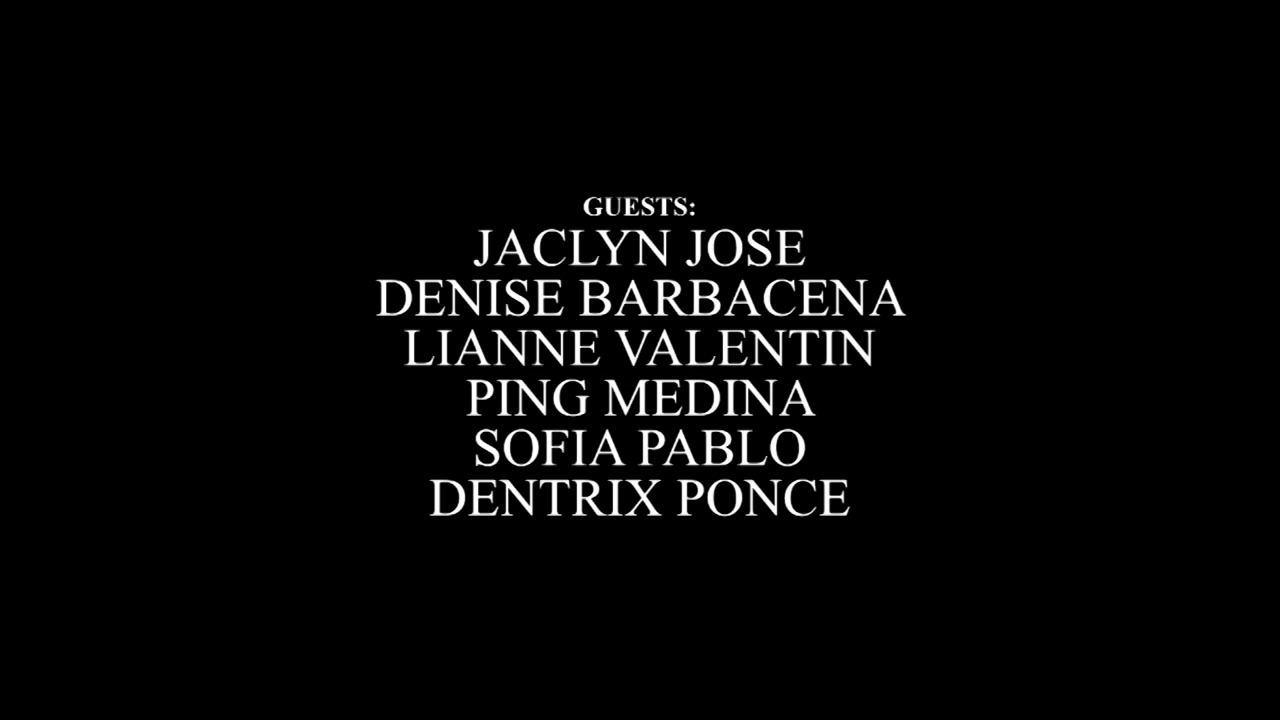 GUESTS:
JACLYN JOSE
DENISE BARBACENA
LIANNE VALENTIN
PING MEDINA
SOFIA PABLO
DENTRIX PONCE